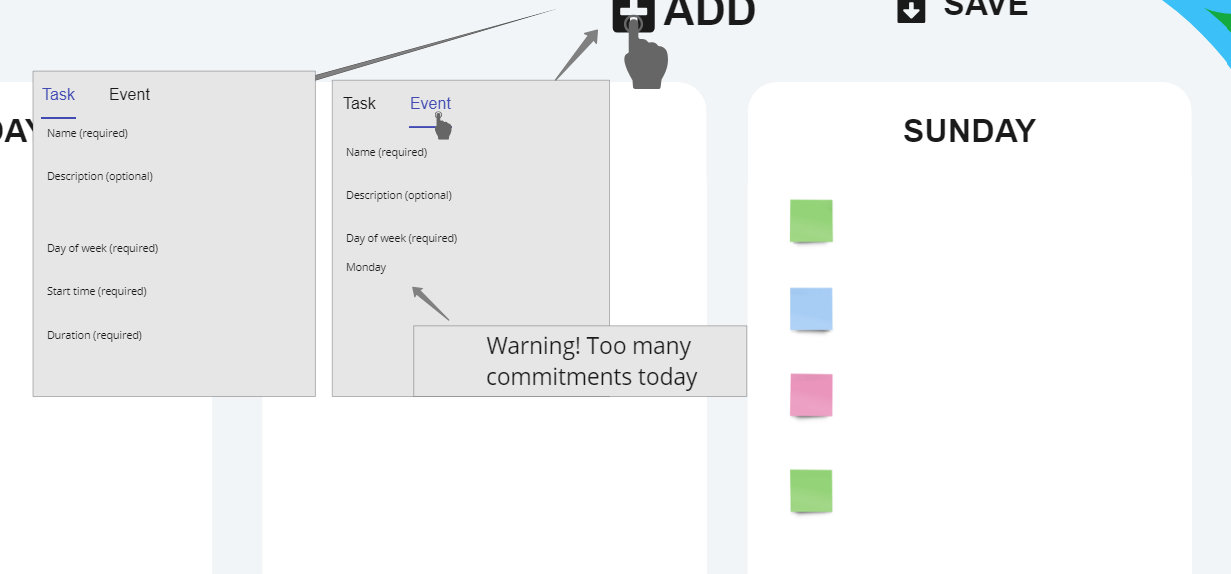 ADD
SAVE
Task Event
Name (required)
Description (optional)
Day of week (required)
Start time (required)
Duration (required)
Task Event
Name (required)
Description (optional)
Day of week (required)
Monday
Warning! Too many
commitments today
SUNDAY